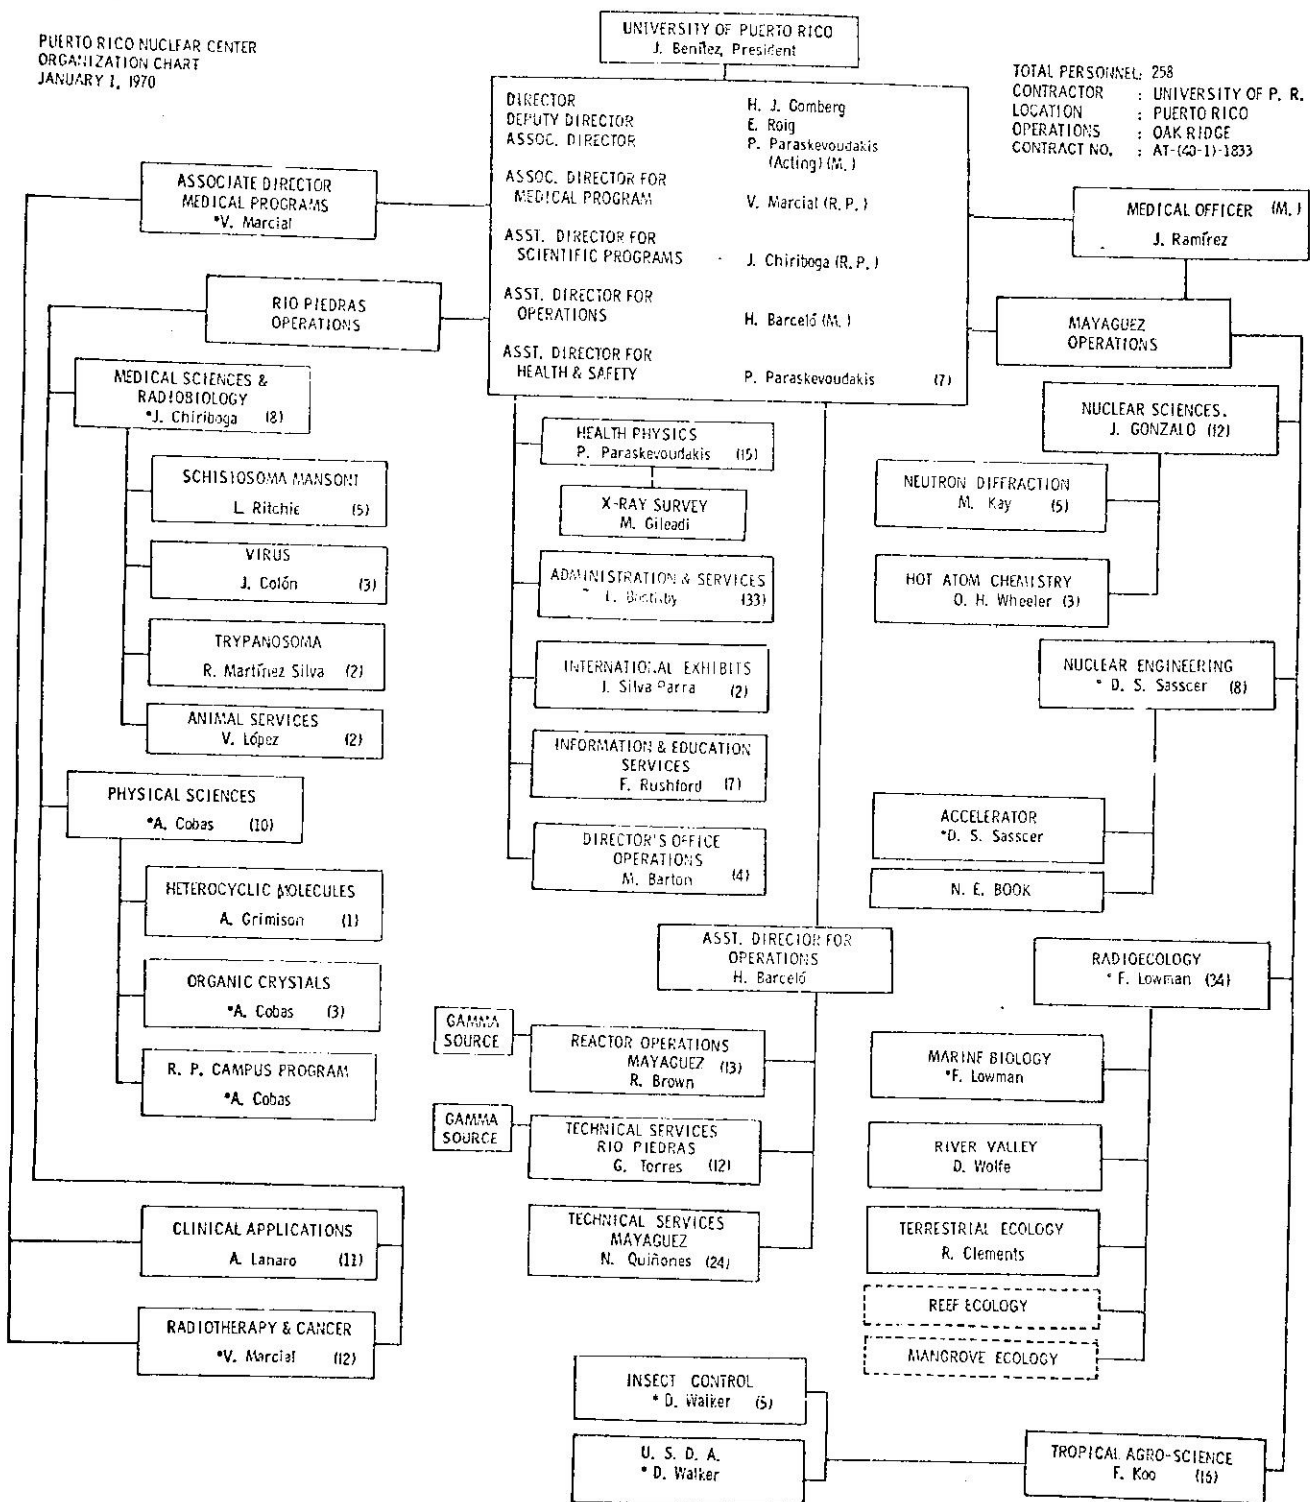 PUERTO RICO NUCLEAR CENTER
ORGANIZATION CHART
JANUARY 1, 1970
UNIVERSITY OF PUERTO RICO
J. Benítez, President
TOTAL PERSONNEL: 258
CONTRACTOR : UNIVERSITY OF P. R.
LOCATION : PUERTO RICO
OPERATIONS : OAK RIDGE
CONTRACT NO. : AT-(40-1)-1833
DIRECTOR H. J. Gomberg
DEPUTY DIRECTOR E. Roig
ASSOC. DIRECTOR P. Paraskevoudakis
(Acting) (M.)
ASSOC. DIRECTOR FOR
MEDICAL PROGRAM V. Marcial (R. P.)
ASST. DIRECTOR FOR
SCIENTIFIC PROGRAMS - J. Chiriboga (R. P.)
ASST. DIRECTOR FOR
OPERATIONS H. Barceló (M.)
ASST. DIRECTOR FOR
HEALTH & SAFETY P. Paraskevoudakis (7)
ASSOCIATE DIRECTOR
MEDICAL PROGRAMS
*V. Marcial
RIO PIEDRAS
OPERATIONS
MEDICAL SCIENCES &
RADIOBIOLOGY
*J. Chiriboga (8)
SCHISTOSOMA MANSONI
L. Ritchie (5)
VIRUS
J. Colón (3)
TRYPANOSOMA
R. Martínez Silva (2)
ANIMAL SERVICES
V. López (2)
PHYSICAL SCIENCES
*A. Cobas (10)
HETEROCYCLIC MOLECULES
A. Grimison (1)
ORGANIC CRYSTALS
*A. Cobas (3)
R. P. CAMPUS PROGRAM
*A. Cobas
CLINICAL APPLICATIONS
A. Lanaro (11)
RADIOTHERAPY & CANCER
*V. Marcial (12)
HEALTH PHYSICS
P. Paraskevoudakis (15)
X-RAY SURVEY
M. Gileadi
ADMINISTRATION & SERVICES
L. (33)
INTERNATIONAL EXHIBITS
J. Silva Parra (2)
INFORMATION & EDUCATION
SERVICES
F. Rushford (7)
DIRECTOR'S OFFICE
OPERATIONS
M. Barton (4)
ASST. DIRECTOR FOR
OPERATIONS
H. Barceló
GAMMA
SOURCE
REACTOR OPERATIONS
MAYAGUEZ (13)
R. Brown
GAMMA
SOURCE
TECHNICAL SERVICES
RIO PIEDRAS
G. Torres (12)
TECHNICAL SERVICES
MAYAGUEZ
N. Quiñones (24)
MEDICAL OFFICER (M.)
J. Ramírez
MAYAGUEZ
OPERATIONS
NUCLEAR SCIENCES.
J. GONZALO (12)
NEUTRON DIFFRACTION
M. Kay (5)
HOT ATOM CHEMISTRY
O. H. Wheeler (3)
NUCLEAR ENGINEERING
* D. S. Sasscer (8)
ACCELERATOR
*D. S. Sasscer
N. E. BOOK
RADIOECOLOGY
* F. Lowman (34)
MARINE BIOLOGY
*F. Lowman
RIVER VALLEY
D. Wolfe
TERRESTRIAL ECOLOGY
R. Clements
REEF ECOLOGY
MANGROVE ECOLOGY
INSECT CONTROL
* D. Walker (5)
U. S. D. A.
* D. Walker
TROPICAL AGRO-SCIENCE
F. Koo (16)